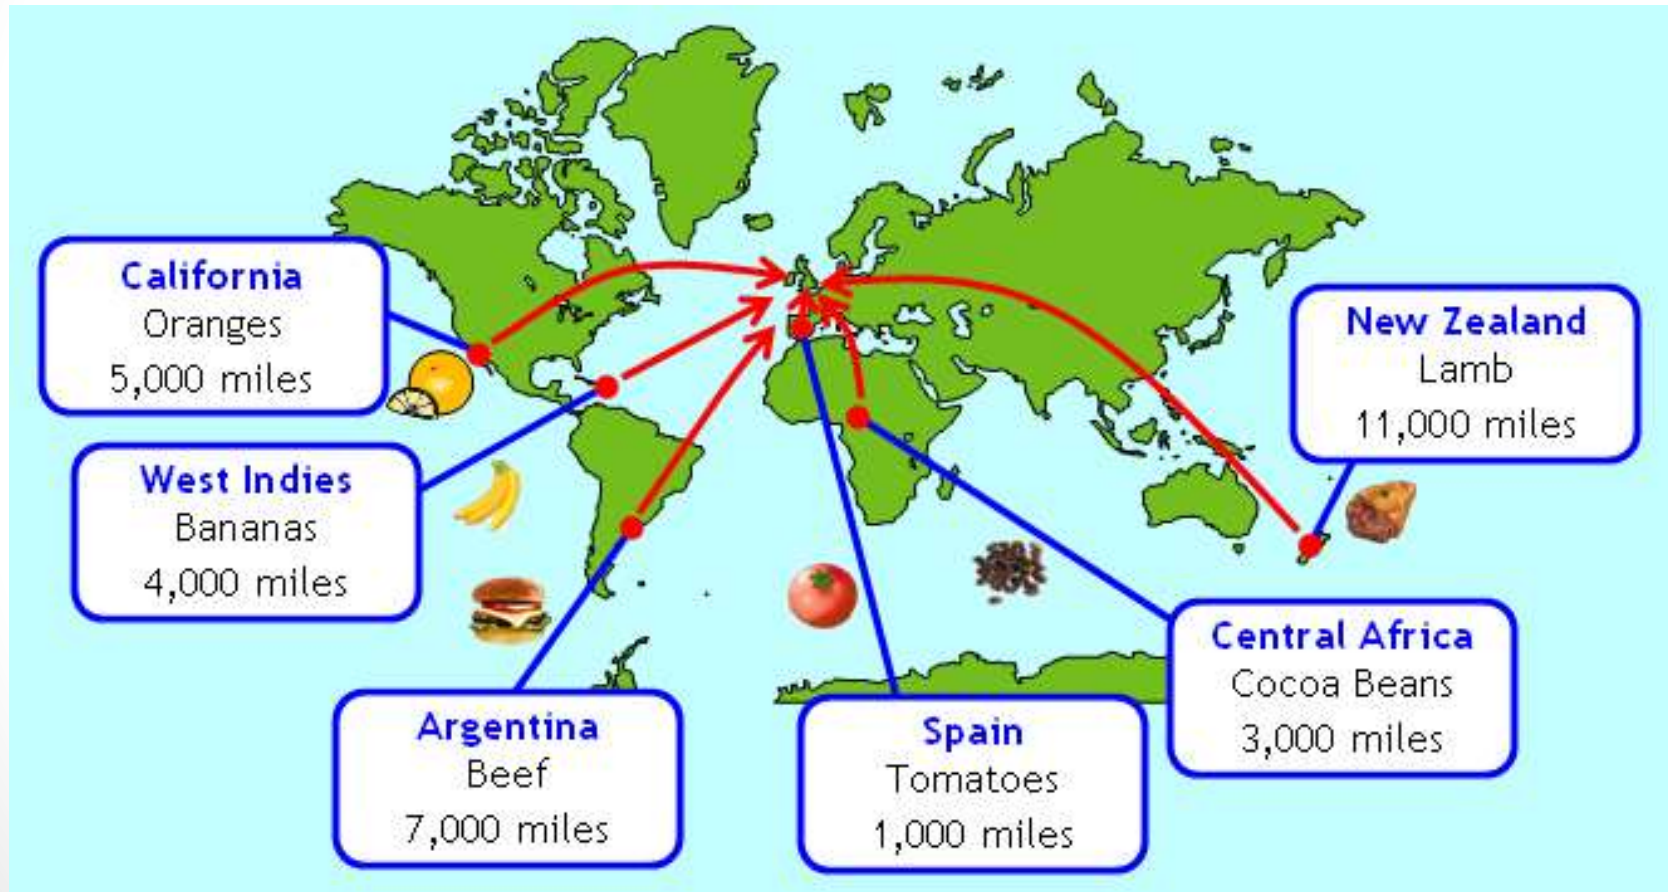 California
Oranges
5,000 miles
West Indies
Bananas
4,000 miles
Argentina
Beef
7,000 miles
Spain
Tomatoes
1,000 miles
Central Africa
Cocoa Beans
3,000 miles
New Zealand
Lamb
11,000 miles